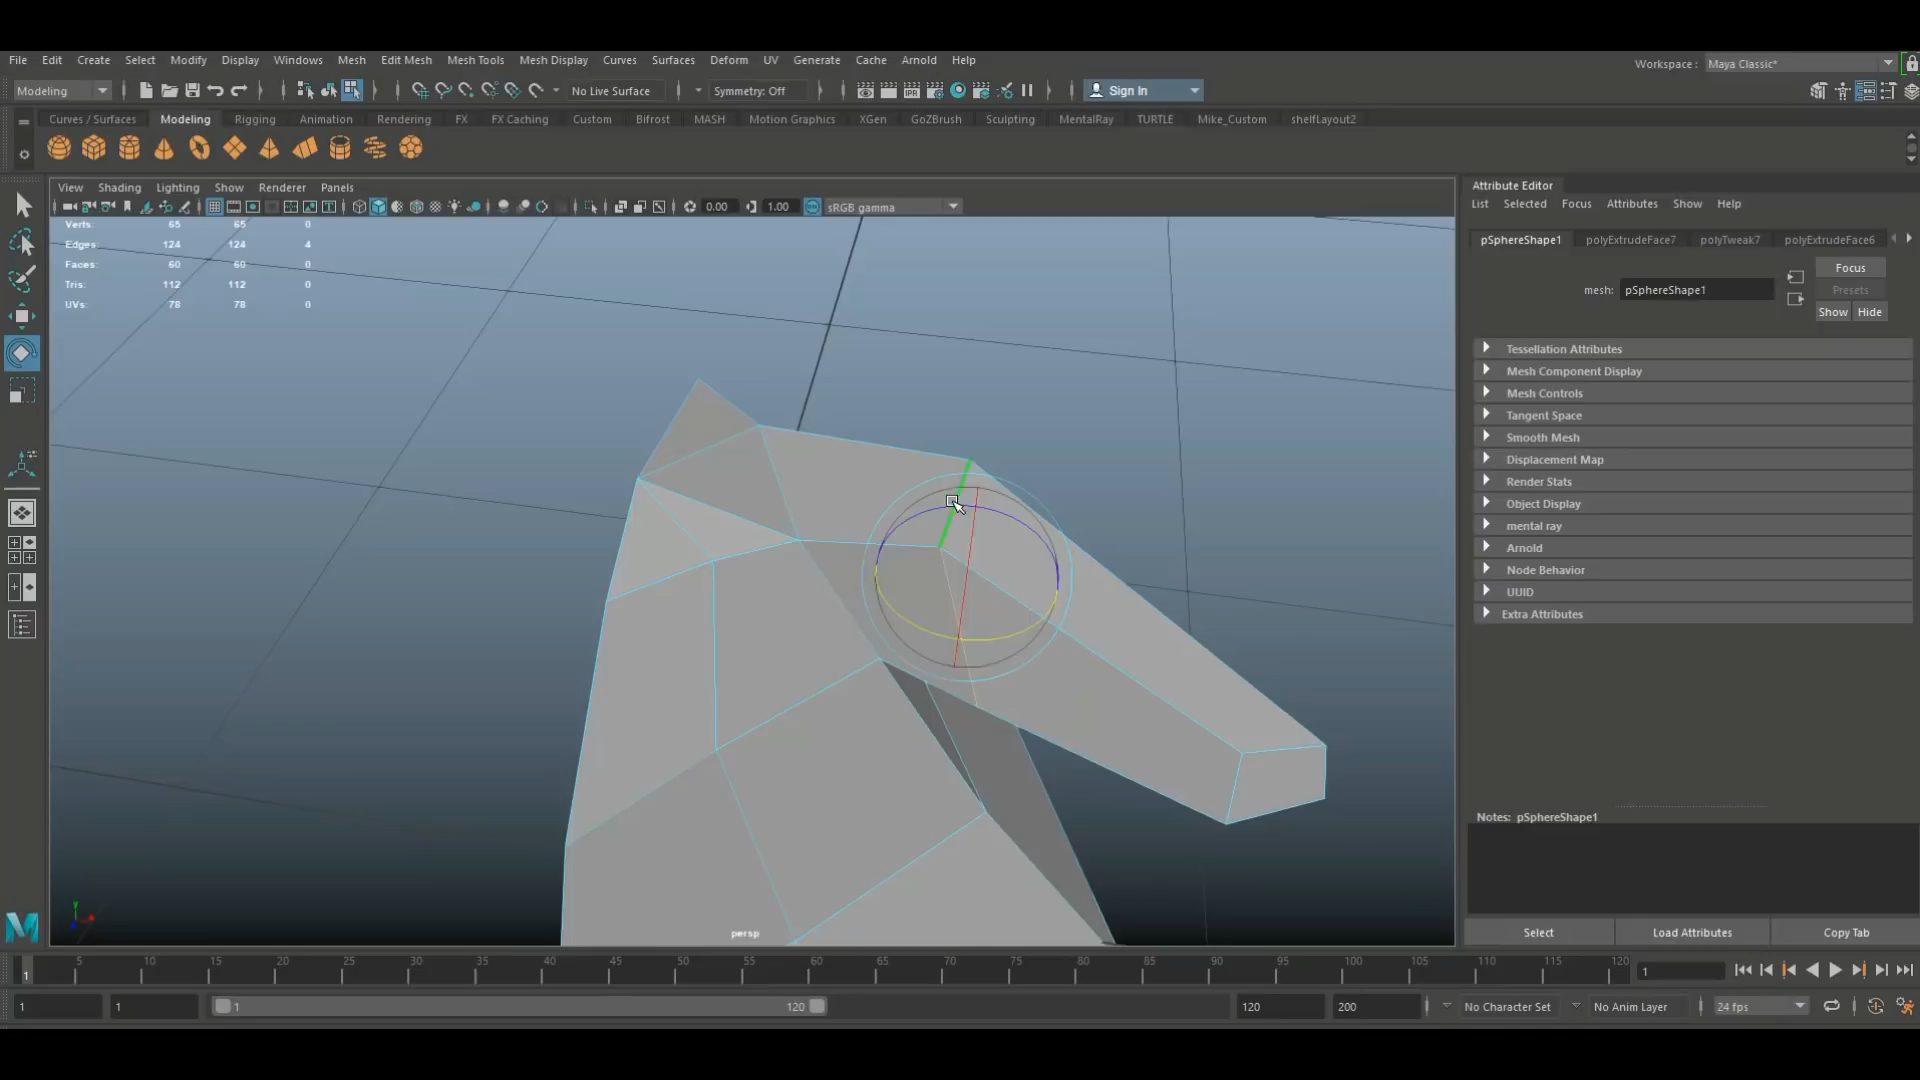 File Edit Create Select Modify Display Windows Mesh Edit Mesh Mesh Tools Mesh Display Curves Surfaces Deform UV Generate Cache Arnold Help
Workspace : Maya Classic*
Modeling No Live Surface Symmetry: Off IPR Sign In
Curves / Surfaces Modeling Rigging Animation Rendering FX FX Caching Custom Bifrost MASH Motion Graphics XGen GoZBrush Sculpting MentalRay TURTLE Mike_Custom shelfLayout2
View Shading Lighting Show Renderer Panels
0.00 1.00 sRGB gamma
Verts: 65 65 0
Edges: 124 124 4
Faces: 60 60 0
Tris: 112 112 0
UVs: 78 78 0
persp
Attribute Editor
List Selected Focus Attributes Show Help
pSphereShape1 polyExtrudeFace7 polyTweak7 polyExtrudeFace6
Focus
mesh: pSphereShape1
Presets
Show Hide
Tessellation Attributes
Mesh Component Display
Mesh Controls
Tangent Space
Smooth Mesh
Displacement Map
Render Stats
Object Display
mental ray
Arnold
Node Behavior
UUID
Extra Attributes
Notes: pSphereShape1
Select Load Attributes Copy Tab
1 5 10 15 20 25 30 35 40 45 50 55 60 65 70 75 80 85 90 95 100 105 110 115 120 1
1 1 1 120 120 200 No Character Set No Anim Layer 24 fps